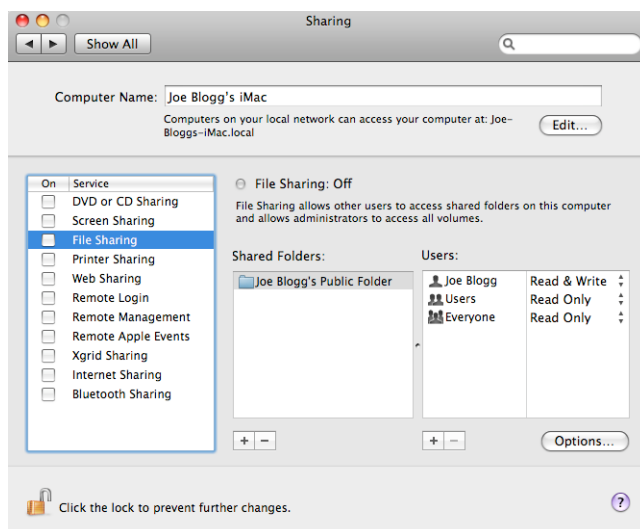 Sharing
Show All
Computer Name: Joe Blogg's iMac
Computers on your local network can access your computer at: Joe-
Bloggs-iMac.local
Edit...
On Service
DVD or CD Sharing
Screen Sharing
File Sharing
Printer Sharing
Web Sharing
Remote Login
Remote Management
Remote Apple Events
Xgrid Sharing
Internet Sharing
Bluetooth Sharing
File Sharing: Off
File Sharing allows other users to access shared folders on this computer
and allows administrators to access all volumes.
Shared Folders:
Joe Blogg's Public Folder
Users:
Joe Blogg Read & Write
Users Read Only
Everyone Read Only
+ −
+ −
Options...
Click the lock to prevent further changes.
?